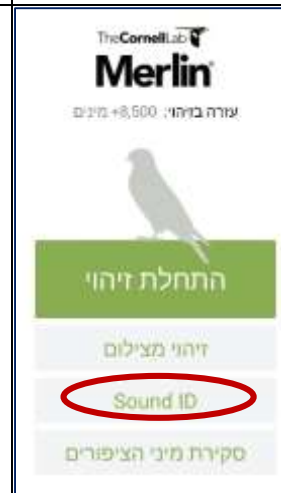 TheCornellLab
Merlin
עזרה בזיהוי: 8,500+ מינים
התחלת זיהוי
זיהוי מצילום
Sound ID
סקירת מיני הציפורים